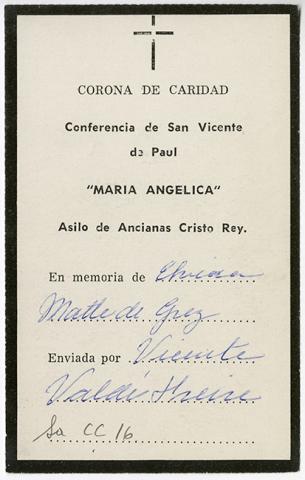 CORONA DE CARIDAD
Conferencia de San Vicente
de Paul
"MARIA ANGELICA"
Asilo de Ancianas Cristo Rey.
En memoria de Elvira
Matte de Grez
Enviada por Vicente
Valdés Freire
CC 16